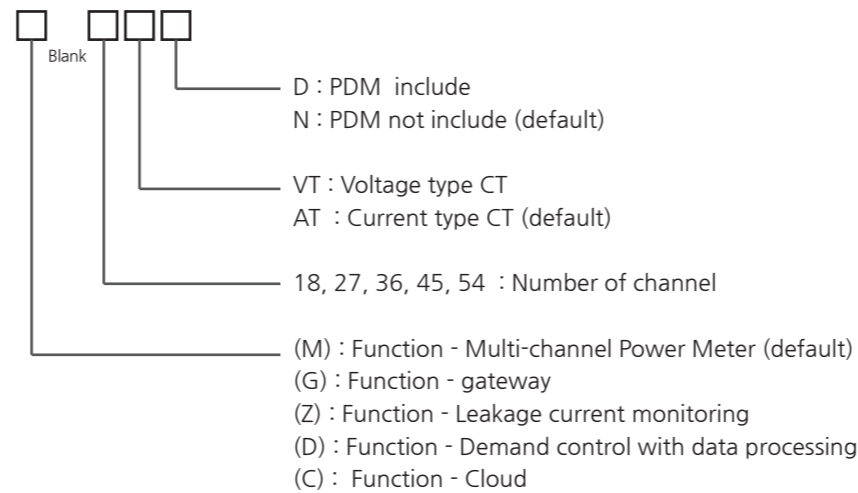 Blank
D : PDM include
N : PDM not include (default)
VT : Voltage type CT
AT : Current type CT (default)
18, 27, 36, 45, 54 : Number of channel
(M) : Function - Multi-channel Power Meter (default)
(G) : Function - gateway
(Z) : Function - Leakage current monitoring
(D) : Function - Demand control with data processing
(C) : Function - Cloud